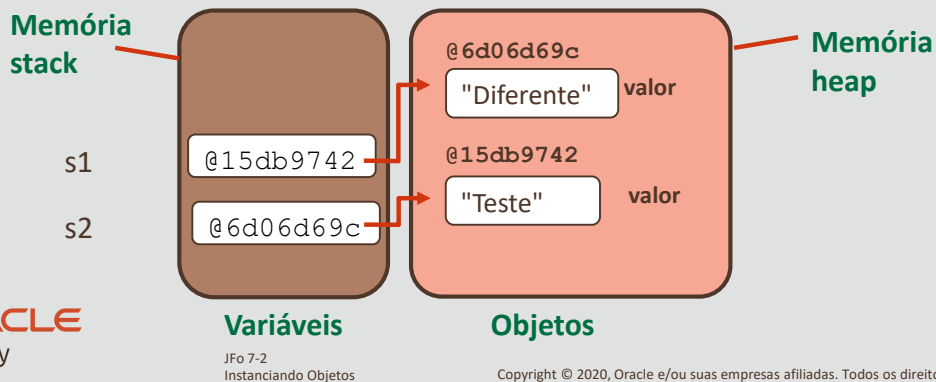 Memória
stack
@6d06d69c
"Diferente" valor
Memória
heap
s1 @15db9742
@15db9742
"Teste" valor
s2 @6d06d69c
Variáveis Objetos
JFo 7-2
Instanciando Objetos
Copyright © 2020, Oracle e/ou suas empresas afiliadas. Todos os